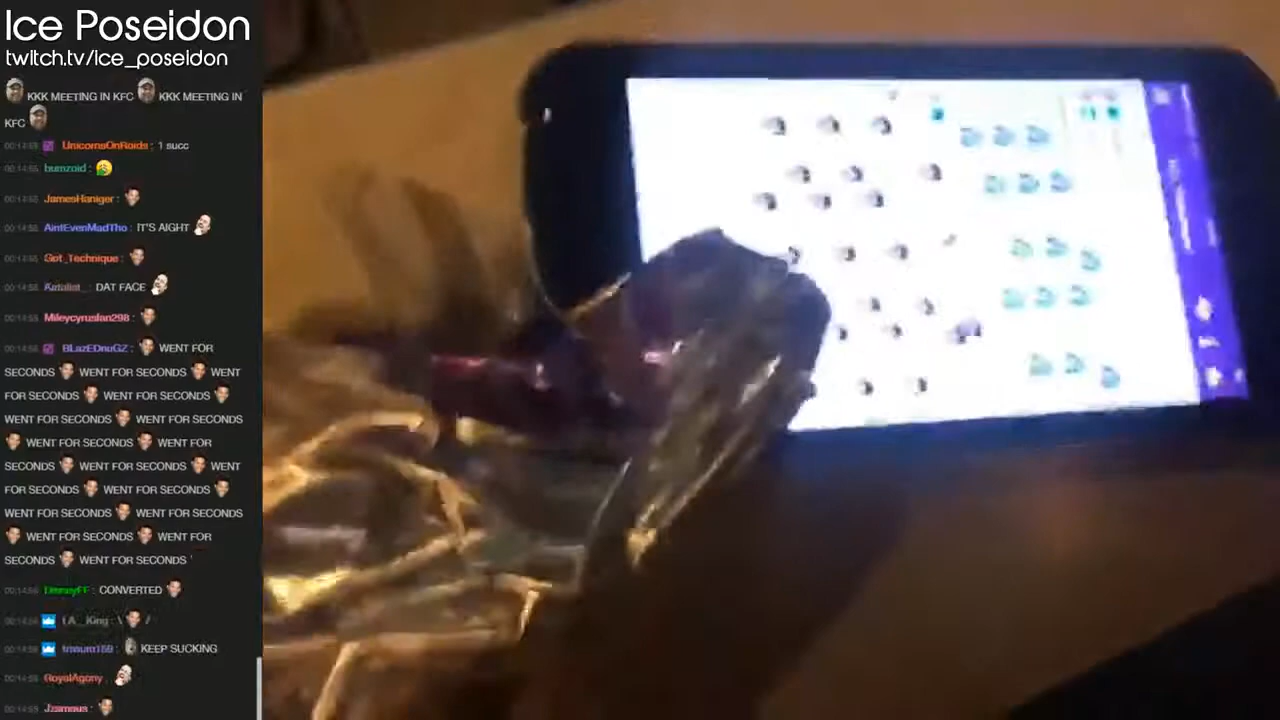 Ice Poseidon
twitch.tv/ice_poseidon
KKK MEETING IN KFC KKK MEETING IN
KFC
UnicornsOnRoids : 1 succ
bumzoid :
JamesHaniger :
AintEvenMadTho : IT'S AIGHT
Got_Technique :
DAT FACE
Mileycyruslan298 :
BLazEDnuGZ : WENT FOR
SECONDS WENT FOR SECONDS WENT
FOR SECONDS WENT FOR SECONDS
WENT FOR SECONDS WENT FOR SECONDS
WENT FOR SECONDS WENT FOR
SECONDS WENT FOR SECONDS WENT
FOR SECONDS WENT FOR SECONDS
WENT FOR SECONDS WENT FOR SECONDS
WENT FOR SECONDS WENT FOR
SECONDS WENT FOR SECONDS '
CONVERTED
KEEP SUCKING
RoyalAgony :
Jzamous :